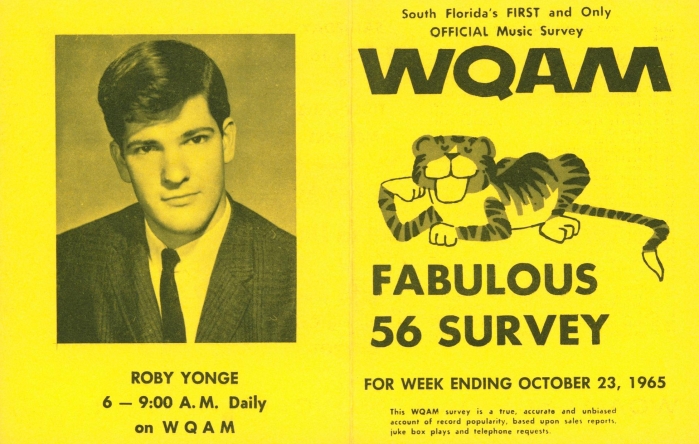 ROBY YONGE
6 — 9:00 A.M. Daily
on WQAM
South Florida's FIRST and Only
OFFICIAL Music Survey
WQAM
FABULOUS
56 SURVEY
FOR WEEK ENDING OCTOBER 23, 1965
This WQAM survey is a true, accurate and unbiased
account of record popularity, based upon sales reports,
juke box plays and telephone requests.